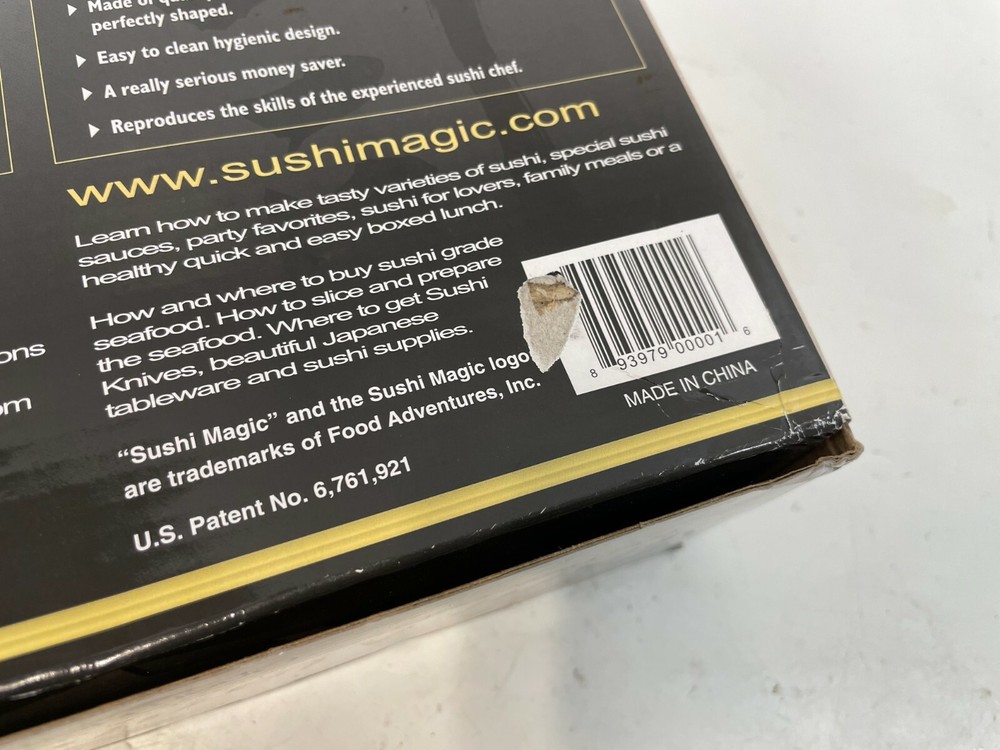 Made of
perfectly shaped.
Easy to clean hygienic design.
A really serious money saver.
Reproduces the skills of the experienced sushi chef.
www.sushimagic.com
Learn how to make tasty varieties of sushi, special sushi
sauces, party favorites, sushi for lovers, family meals or a
healthy quick and easy boxed lunch.
How and where to buy sushi grade
seafood. How to slice and prepare
the seafood. Where to get Sushi
Knives, beautiful Japanese
tableware and sushi supplies.
"Sushi Magic" and the Sushi Magic logo
are trademarks of Food Adventures, Inc.
U.S. Patent No. 6,761,921
8 93979 00001 6
MADE IN CHINA
ons
om